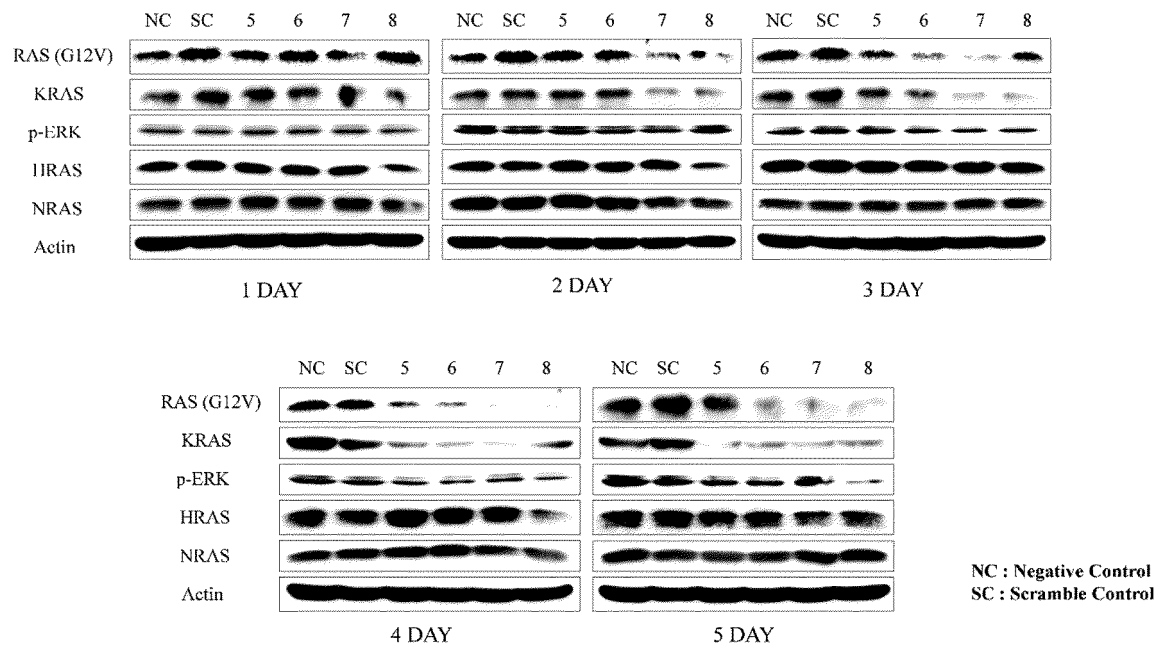 NC SC 5 6 7 8
NC SC 5 6 7 8
NC SC 5 6 7 8
RAS (G12V)
KRAS
p-ERK
HRAS
NRAS
Actin
1 DAY
2 DAY
3 DAY
NC SC 5 6 7 8
NC SC 5 6 7 8
RAS (G12V)
KRAS
p-ERK
HRAS
NRAS
Actin
4 DAY
5 DAY
NC : Negative Control
SC : Scramble Control